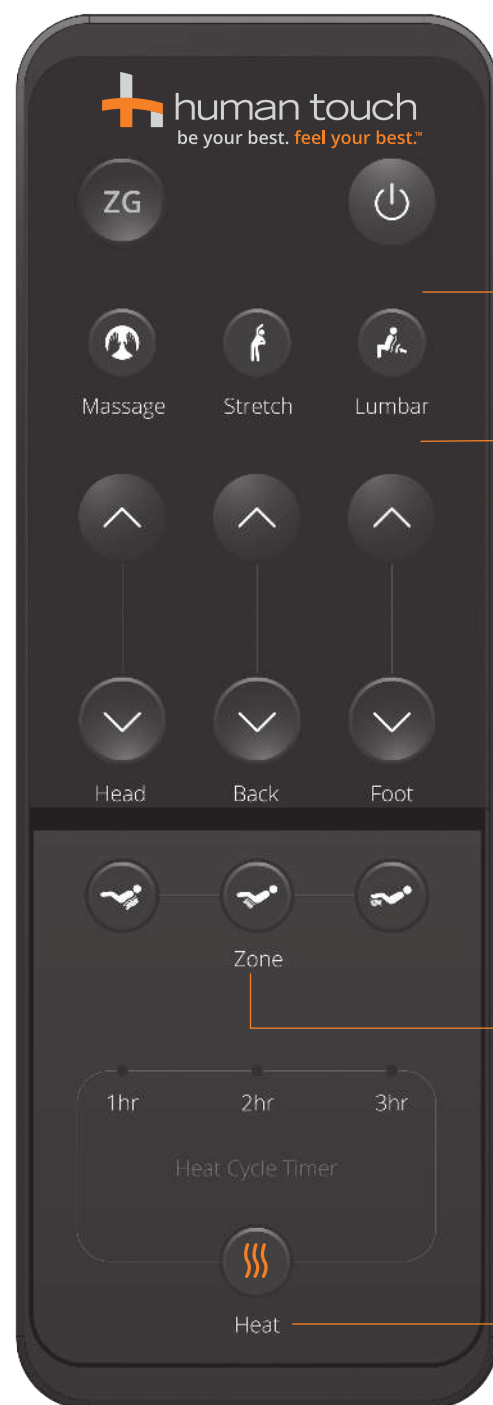 human touch
be your best. feel your best.™
ZG
Massage Stretch Lumbar
Head Back Foot
Zone
1hr 2hr 3hr
Heat Cycle Timer
Heat